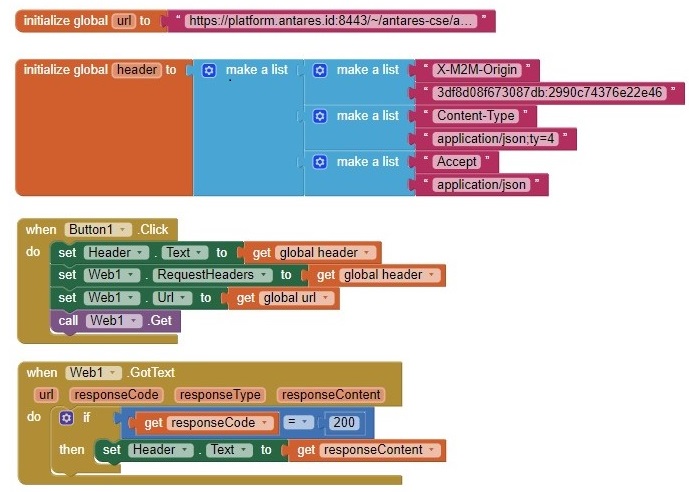 initialize global url to " https://platform.antares.id:8443/~/antares-cse/a... "
initialize global header to make a list make a list " X-M2M-Origin "
" 3df8d08f673087db:2990c74376e22e46 "
make a list " Content-Type "
" application/json;ty=4 "
make a list " Accept "
" application/json "
when Button1 .Click
do set Header . Text to get global header
set Web1 . RequestHeaders to get global header
set Web1 . Url to get global url
call Web1 .Get
when Web1 .GotText
url responseCode responseType responseContent
do if get responseCode = 200
then set Header . Text to get responseContent